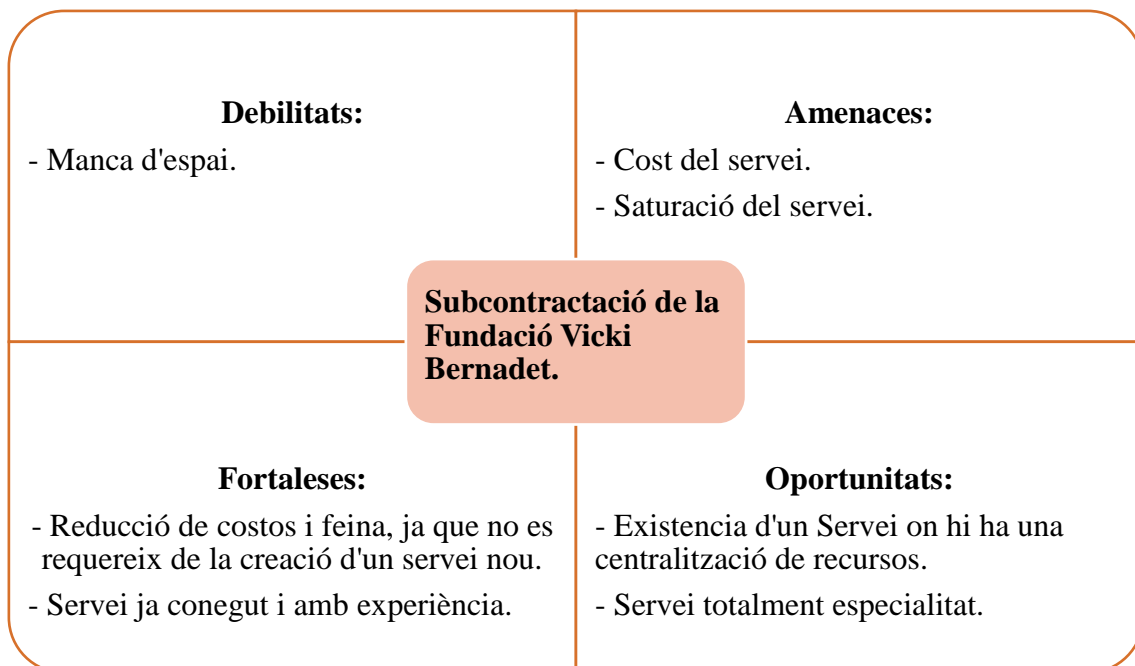 Debilitats:
- Manca d'espai.
Amenaces:
- Cost del servei.
- Saturació del servei.
Subcontractació de la
Fundació Vicki
Bernadet.
Fortaleses:
- Reducció de costos i feina, ja que no es
requereix de la creació d'un servei nou.
- Servei ja conegut i amb experiència.
Oportunitats:
- Existencia d'un Servei on hi ha una
centralització de recursos.
- Servei totalment especialitat.